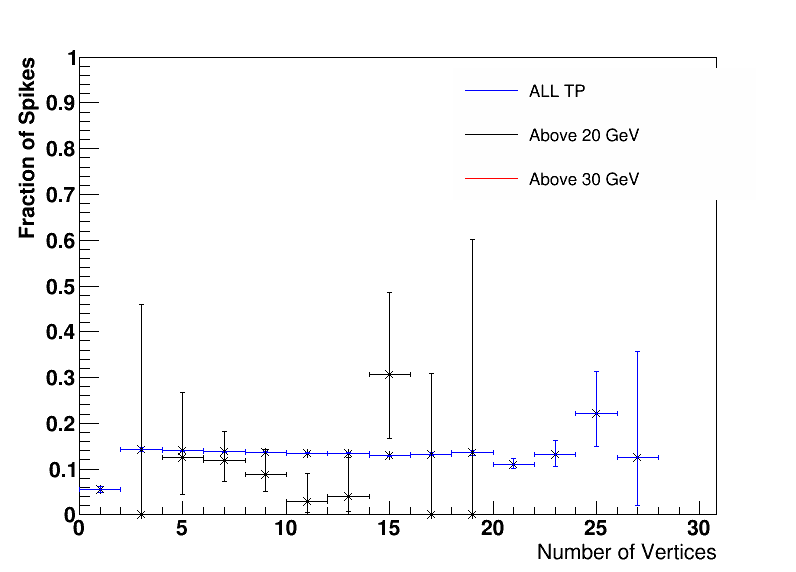 1
0.9
0.8
0.7
0.6
0.5
0.4
0.3
0.2
0.1
0
Fraction of Spikes
ALL TP
Above 20 GeV
Above 30 GeV
0 5 10 15 20 25 30
Number of Vertices